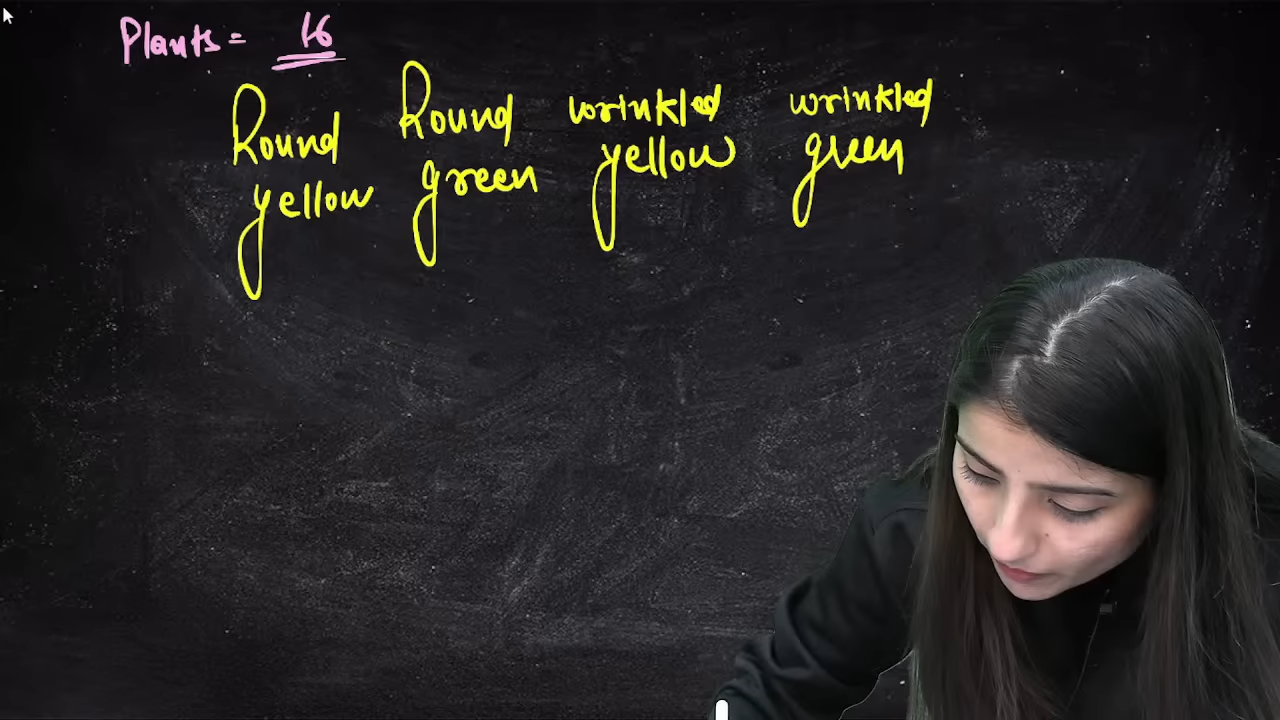 Plants = 16
Round Round wrinkled wrinkled
yellow green yellow green